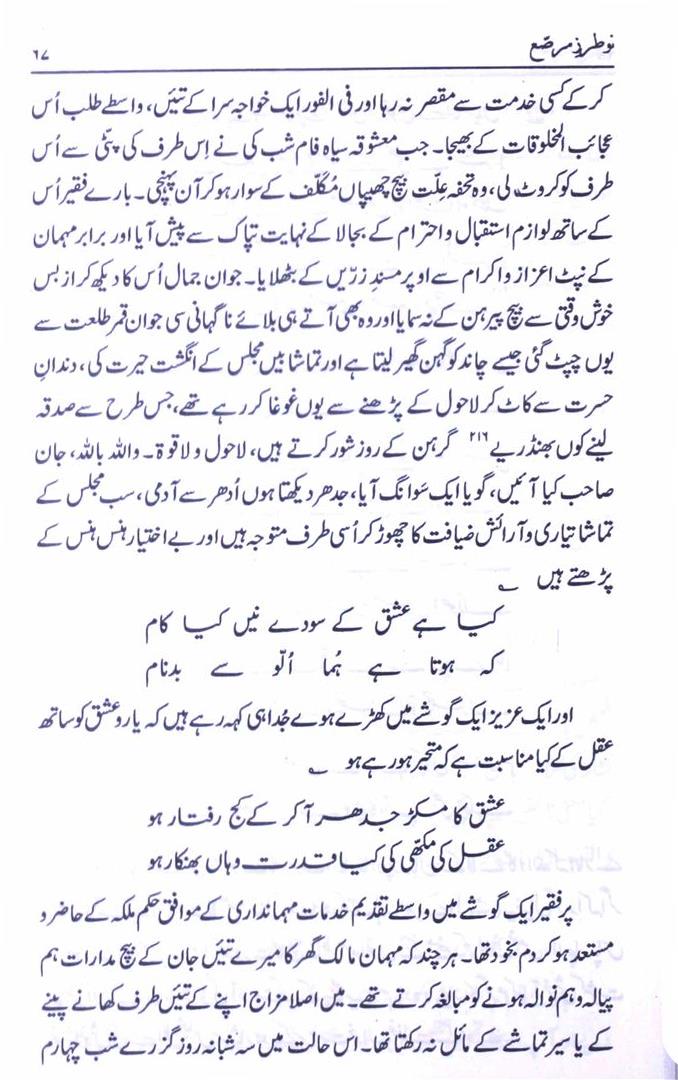 نو طرزِ مرصّع
٦٧
کر کے کسی خدمت سے مقصر نہ رہا اور فی الفور ایک خواجہ سرا کے تئیں، واسطے طلب اُس
عجائب المخلوقات کے بھیجا۔ جب معشوقہ سیاہ فام شب کی نے اِس طرف کی پٹّی سے اُس
طرف کو کروٹ لی، وہ تحفہ علّت بیچ چھیپاں مُکلّف کے سوار ہو کر آن پہنچی۔ بارے فقیر اُس
کے ساتھ لوازم استقبال و احترام کے بجالا کے نہایت تپاک سے پیش آیا اور برابر مہمان
کے نپٹ اعزاز و اکرام سے اوپر مسندِ زرّیں کے بٹھلایا۔ جوان جمال اُس کا دیکھ کر از بس
خوش وقتی سے بیچ پیرہن کے نہ سمایا اور وہ بھی آتے ہی بلائے ناگہانی سی جوان قمر طلعت سے
یوں چپٹ گئی جیسے چاند کو گہن گھیر لیتا ہے اور تماشا بیں مجلس کے انگشت حیرت کی، دندانِ
حسرت سے کاٹ کر لاحول کے پڑھنے سے یوں غوغا کر رہے تھے، جس طرح سے صدقہ
لینے کوں بھنڈریے ۲۱۶ گرہن کے روز شور کرتے ہیں، لاحول و لا قوة۔ واللہ باللہ، جان
صاحب کیا آئیں، گویا ایک سَوانگ آیا، جدھر دیکھتا ہوں اُدھر سے آدمی، سب مجلس کے
تماشا تیاری و آرائش ضیافت کا چھوڑ کر اُسی طرف متوجہ ہیں اور بے اختیار ہنس ہنس کے
پڑھتے ہیں ؎
کیا ہے عشق کے سودے نیں کیا کام
کہ ہوتا ہے ہُما اُلّو سے بدنام
اور ایک عزیز ایک گوشے میں کھڑے ہوے جُدا ہی کہہ رہے ہیں کہ یارو عشق کو ساتھ
عقل کے کیا مناسبت ہے کہ متحیر ہو رہے ہو ؎
عشق کا مکڑ جدھر آ کر کے کج رفتار ہو
عقل کی مکھّی کی کیا قدرت وہاں بھنکار ہو
پر فقیر ایک گوشے میں واسطے تقدیم خدمات مہمانداری کے موافق حکم ملکہ کے حاضر و
مستعد ہو کر دم بخود تھا۔ ہر چند کہ مہمان مالک گھر کا میرے تئیں جان کے بیچ مدارات ہم
پیالہ و ہم نوالہ ہونے کو مبالغہ کرتے تھے۔ میں اصلا مزاج اپنے کے تئیں طرف کھانے پینے
کے یا سیر تماشے کے مائل نہ رکھتا تھا۔ اس حالت میں سہ شبانہ روز گزرے شب چہارم